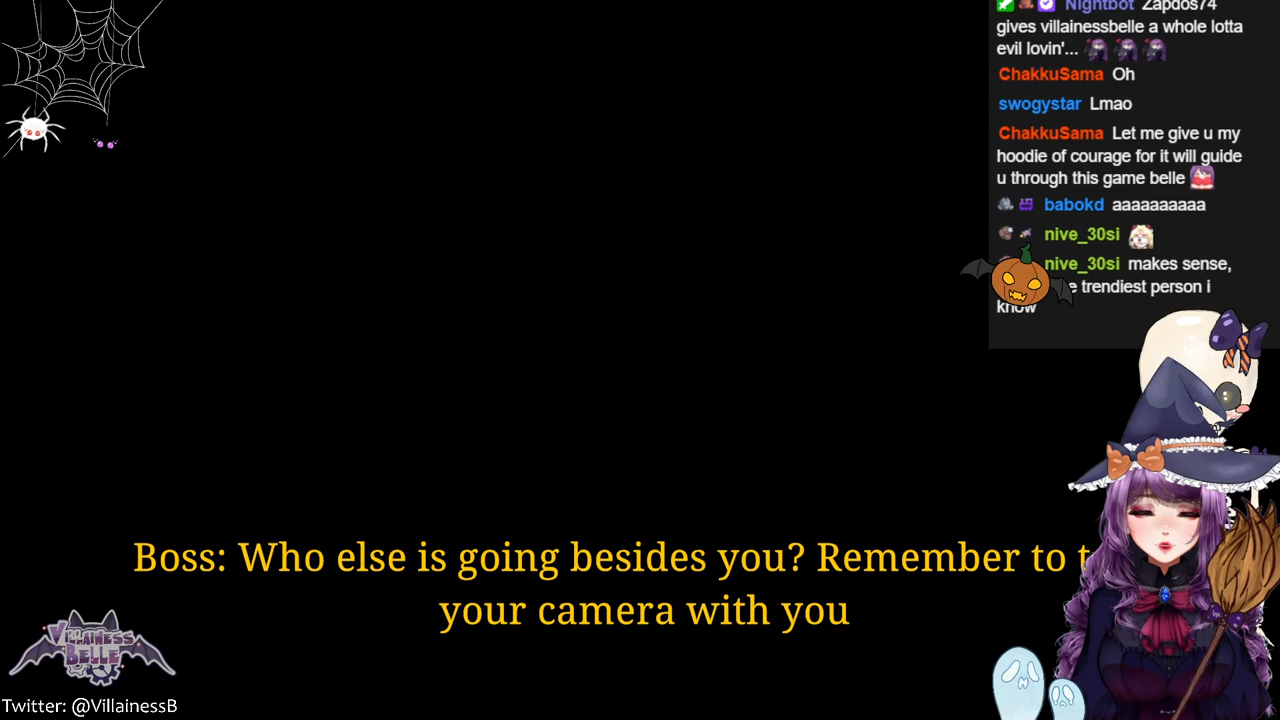 Nightbot Zapdos74
gives villainessbelle a whole lotta
evil lovin'...
ChakkuSama Oh
swogystar Lmao
ChakkuSama Let me give u my
hoodie of courage for it will guide
u through this game belle
babokd aaaaaaaaaa
nive_30si
nive_30si makes sense,
trendiest person i
know
Boss: Who else is going besides you? Remember to
your camera with you
VILLAINESS
BELLE
Twitter: @VillainessB